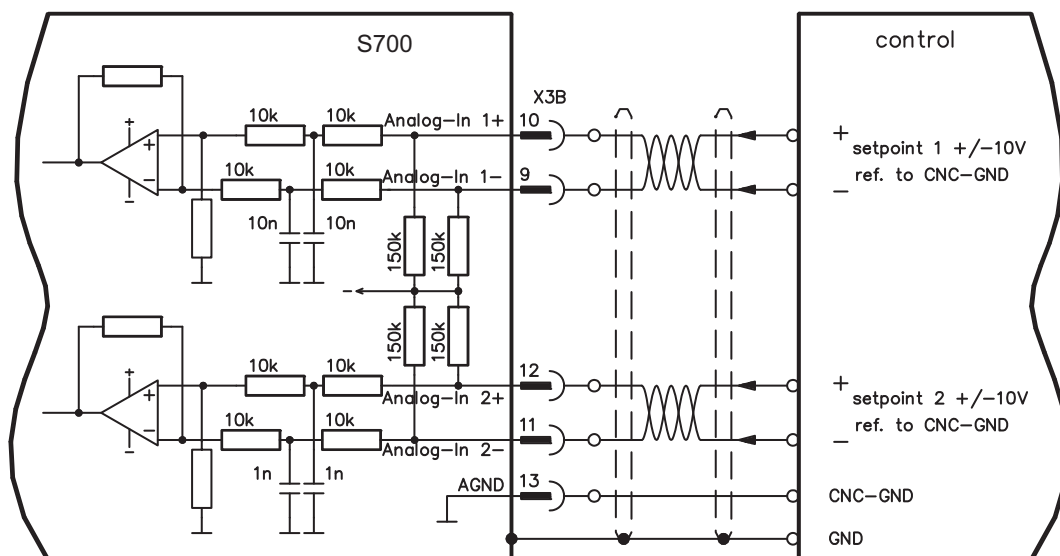 S700
control
10k
10k
Analog-In 1+
X3B
10
+
setpoint 1 +/-10V
ref. to CNC-GND
-
+
+
-
-
10k
10k
Analog-In 1-
9
10n
10n
150k
150k
-
150k
150k
10k
10k
12
Analog-In 2+
+
setpoint 2 +/-10V
ref. to CNC-GND
-
+
+
-
-
10k
10k
11
Analog-In 2-
1n
1n
AGND
13
CNC-GND
GND